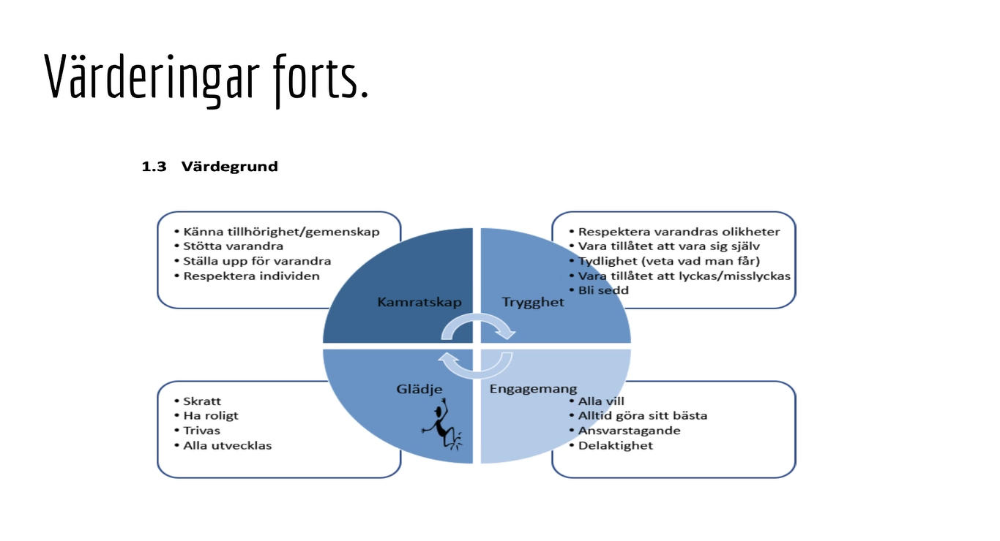 Värderingar forts.
1.3 Värdegrund
• Känna tillhörighet/gemenskap
• Stötta varandra
• Ställa upp för varandra
• Respektera individen
Kamratskap
• Respektera varandras olikheter
• Vara tillåtet att vara sig själv
• Tydlighet (veta vad man får)
• Vara tillåtet att lyckas/misslyckas
• Bli sedd
Trygghet
Glädje
• Skratt
• Ha roligt
• Trivas
• Alla utvecklas
Engagemang
• Alla vill
• Alltid göra sitt bästa
• Ansvarstagande
• Delaktighet